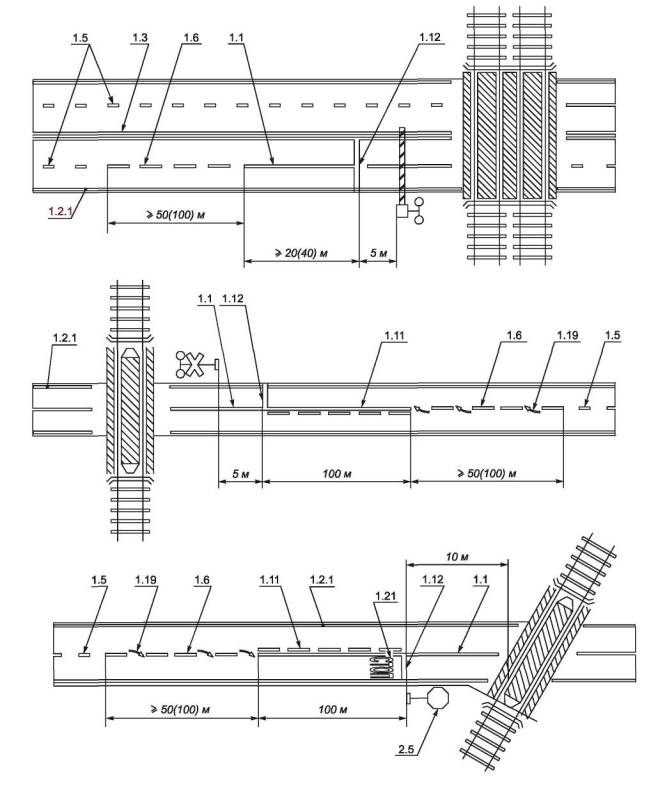 1.5 1.3 1.6 1.1 1.12
1.2.1
⩾ 50(100) м
⩾ 20(40) м 5 м
1.1 1.12
1.2.1 1.11 1.6 1.19 1.5
5 м 100 м ⩾ 50(100) м
10 м
1.5 1.19 1.6 1.11 1.2.1 1.21 1.12 1.1
⩾ 50(100) м 100 м
2.5